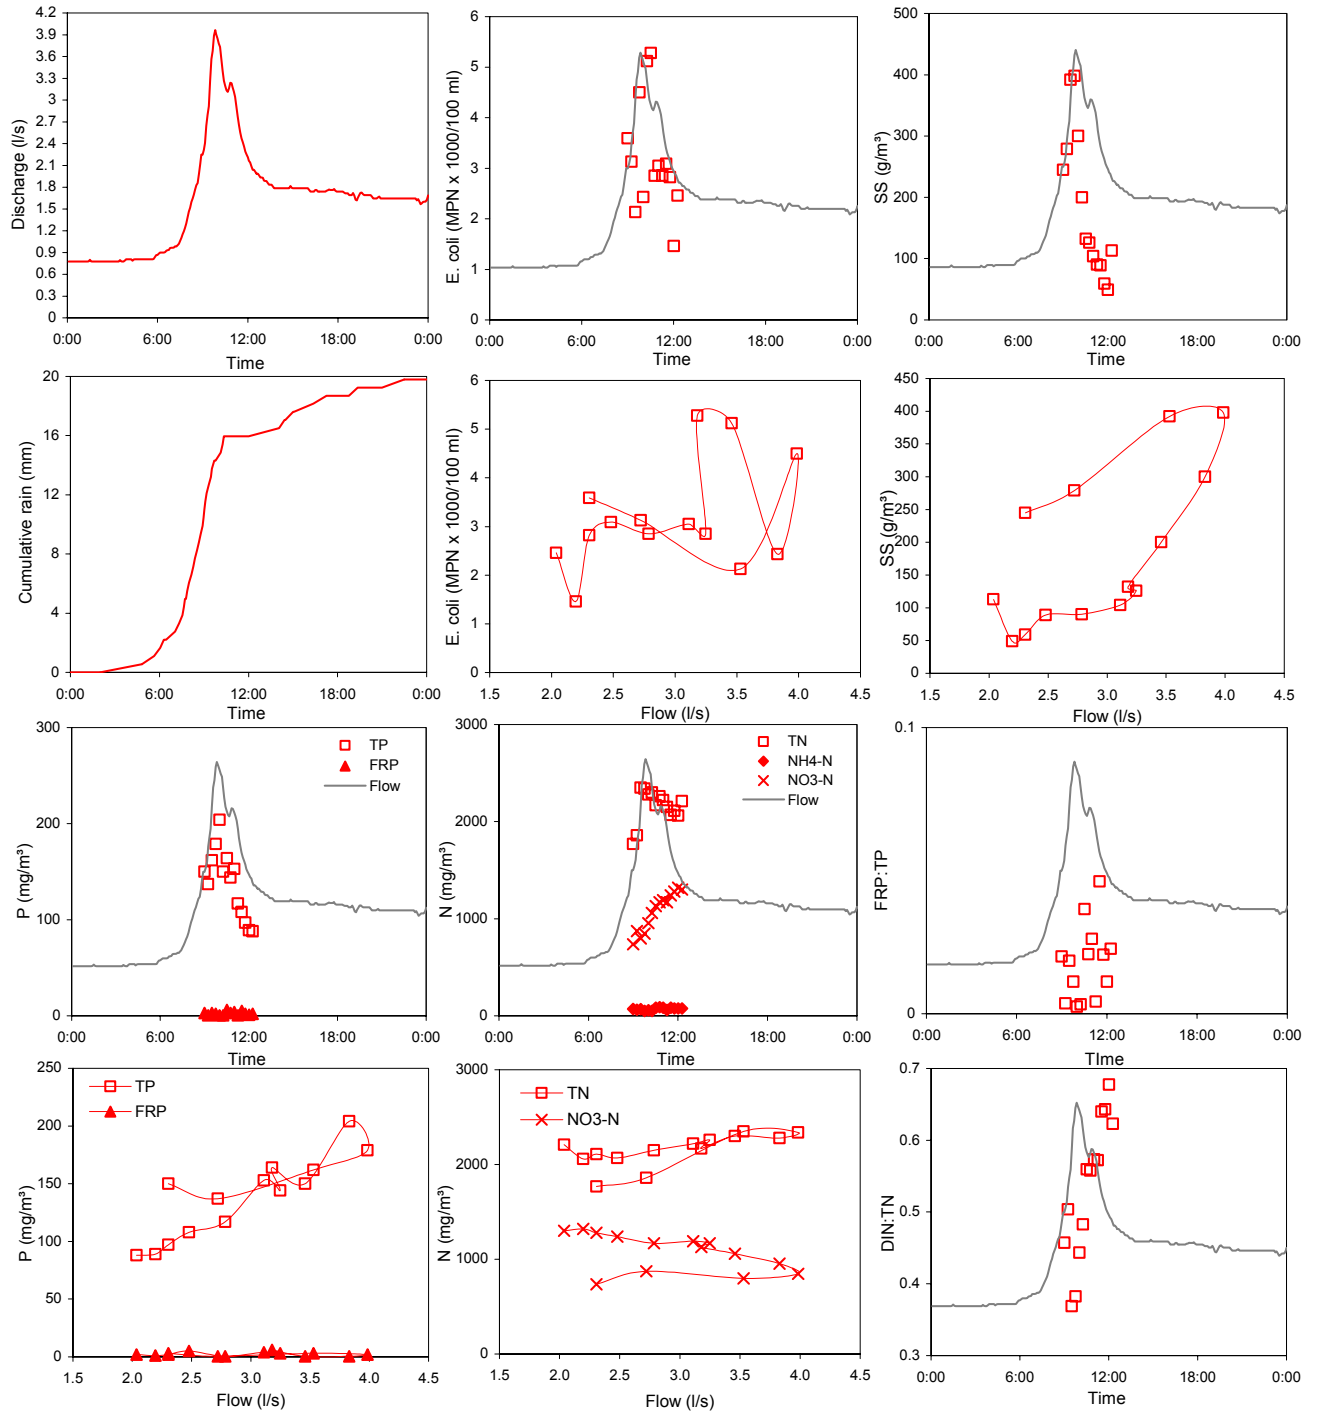 4.2
3.9
3.6
3.3
3
2.7
2.4
2.1
1.8
1.5
1.2
0.9
0.6
0.3
0
Discharge (l/s)
0:00 6:00 12:00 18:00 0:00
Time
6
5
4
3
2
1
0
E. coli (MPN x 1000/100 ml)
0:00 6:00 12:00 18:00 0:00
Time
500
400
300
200
100
0
SS (g/m³)
0:00 6:00 12:00 18:00 0:00
Time
20
16
12
8
4
0
Cumulative rain (mm)
0:00 6:00 12:00 18:00 0:00
Time
6
5
4
3
2
1
0
E. coli (MPN x 1000/100 ml)
1.5 2.0 2.5 3.0 3.5 4.0 4.5
Flow (l/s)
450
400
350
300
250
200
150
100
50
0
SS (g/m³)
1.5 2.0 2.5 3.0 3.5 4.0 4.5
Flow (l/s)
300
200
100
0
P (mg/m³)
TP
FRP
Flow
0:00 6:00 12:00 18:00 0:00
Time
3000
2000
1000
0
N (mg/m³)
TN
NH4-N
NO3-N
Flow
0:00 6:00 12:00 18:00 0:00
Time
0.1
0
FRP:TP
0:00 6:00 12:00 18:00 0:00
TIme
250
200
150
100
50
0
P (mg/m³)
TP
FRP
1.5 2.0 2.5 3.0 3.5 4.0 4.5
Flow (l/s)
3000
2000
1000
0
N (mg/m³)
TN
NO3-N
1.5 2.0 2.5 3.0 3.5 4.0 4.5
Flow (l/s)
0.7
0.6
0.5
0.4
0.3
DIN:TN
0:00 6:00 12:00 18:00 0:00
Time